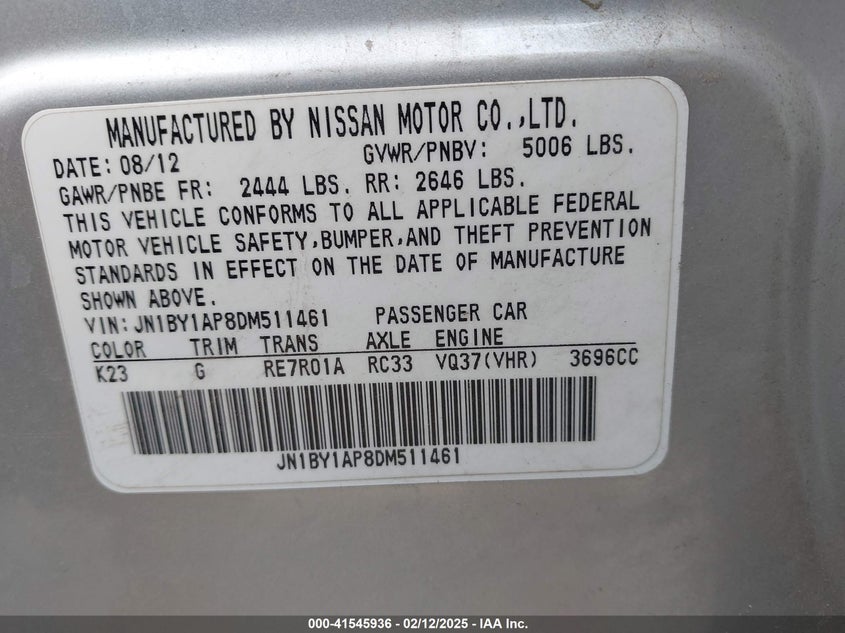 MANUFACTURED BY NISSAN MOTOR CO.,LTD.
DATE: 08/12 GVWR/PNBV: 5006 LBS.
GAWR/PNBE FR: 2444 LBS. RR: 2646 LBS.
THIS VEHICLE CONFORMS TO ALL APPLICABLE FEDERAL
MOTOR VEHICLE SAFETY,BUMPER,AND THEFT PREVENTION
STANDARDS IN EFFECT ON THE DATE OF MANUFACTURE
SHOWN ABOVE.
VIN: JN1BY1AP8DM511461 PASSENGER CAR
COLOR TRIM TRANS AXLE ENGINE
K23 G RE7R01A RC33 VQ37(VHR) 3696CC
JN1BY1AP8DM511461
000-41545936 - 02/12/2025 - IAA Inc.